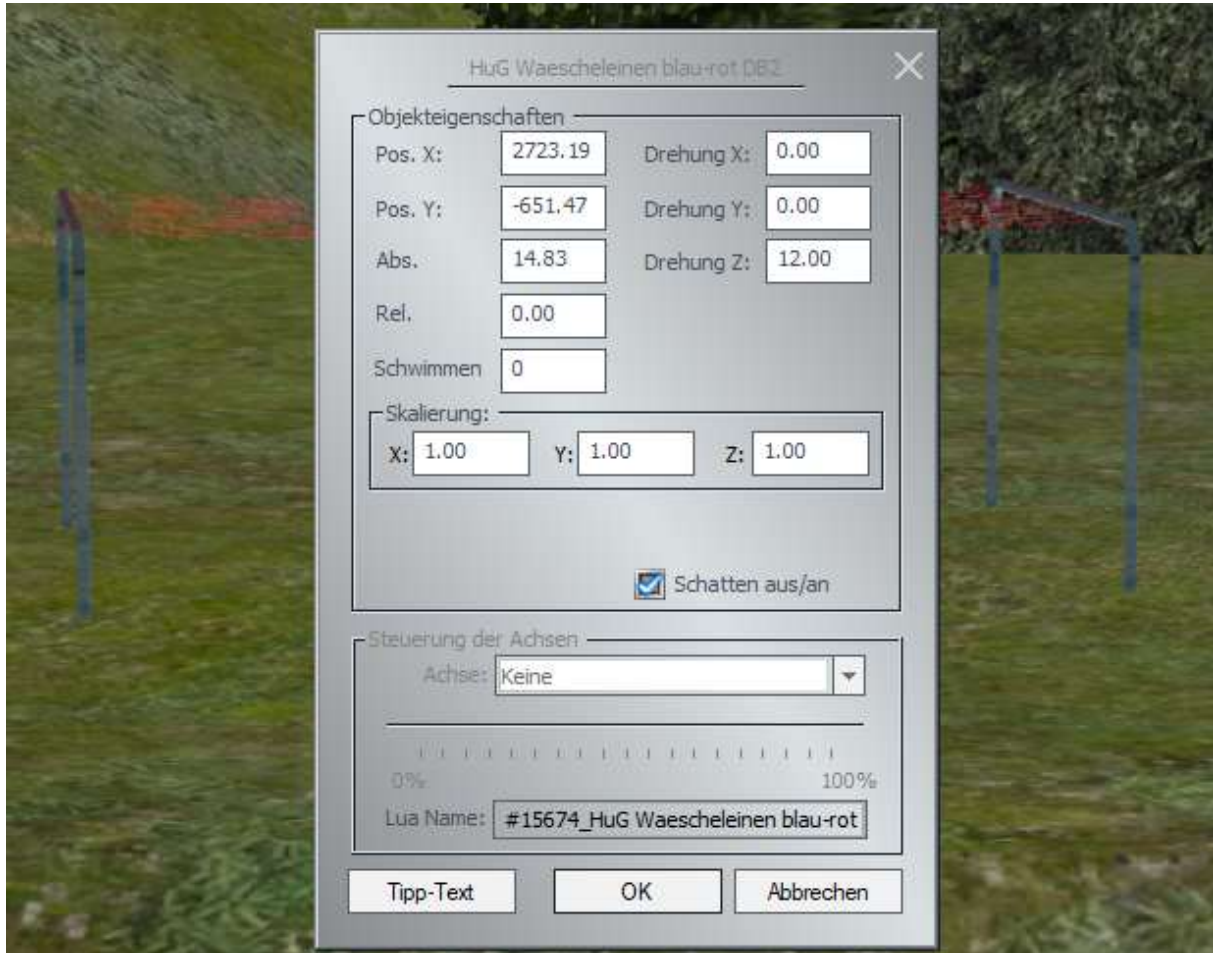 HuG Waescheleinen blau-rot DB2
Objekteigenschaften
Pos. X: 2723.19 Drehung X: 0.00
Pos. Y: -651.47 Drehung Y: 0.00
Abs. 14.83 Drehung Z: 12.00
Rel. 0.00
Schwimmen 0
Skalierung:
X: 1.00 Y: 1.00 Z: 1.00
Schatten aus/an
Steuerung der Achsen
Achse: Keine
0% 100%
Lua Name: #15674_HuG Waescheleinen blau-rot
Tipp-Text OK Abbrechen